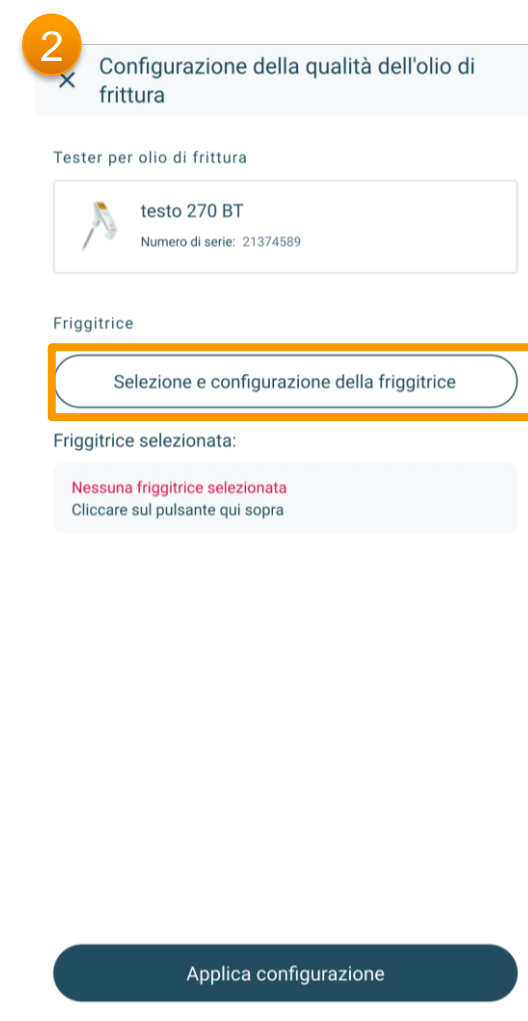 2
Configurazione della qualità dell'olio di
frittura
Tester per olio di frittura
testo 270 BT
Numero di serie: 21374589
Friggitrice
Selezione e configurazione della friggitrice
Friggitrice selezionata:
Nessuna friggitrice selezionata
Cliccare sul pulsante qui sopra
Applica configurazione